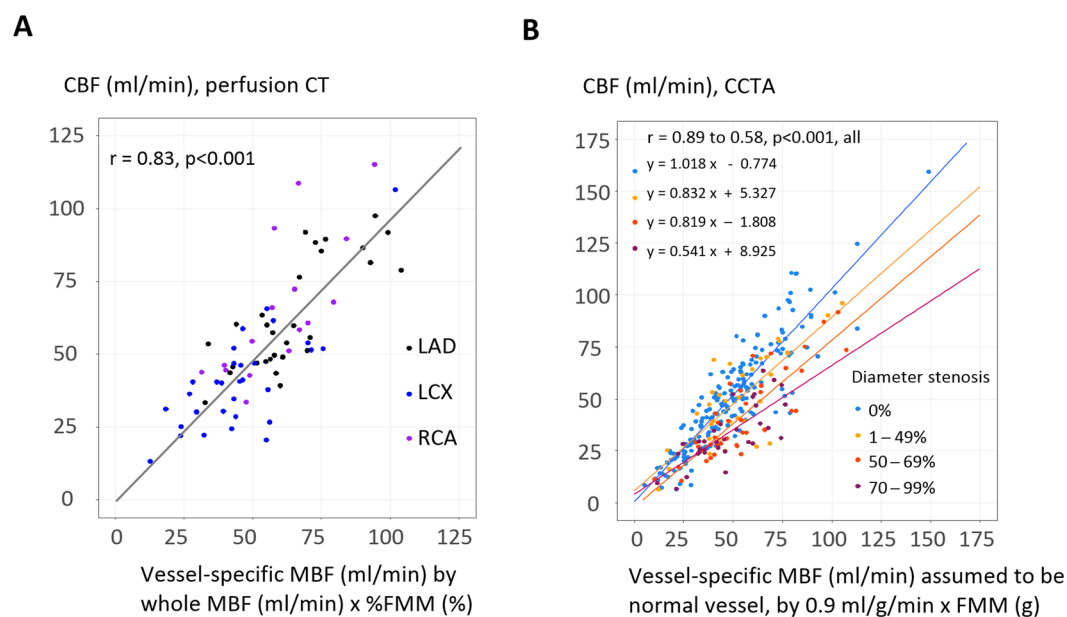 A
CBF (ml/min), perfusion CT
r = 0.83, p<0.001
125
100
75
50
25
0
LAD
LCX
RCA
0 25 50 75 100 125
Vessel-specific MBF (ml/min) by
whole MBF (ml/min) x %FMM (%)
B
CBF (ml/min), CCTA
r = 0.89 to 0.58, p<0.001, all
y = 1.018 x - 0.774
y = 0.832 x + 5.327
y = 0.819 x – 1.808
y = 0.541 x + 8.925
175
150
125
100
75
50
25
0
Diameter stenosis
0%
1 – 49%
50 – 69%
70 – 99%
0 25 50 75 100 125 150 175
Vessel-specific MBF (ml/min) assumed to be
normal vessel, by 0.9 ml/g/min x FMM (g)